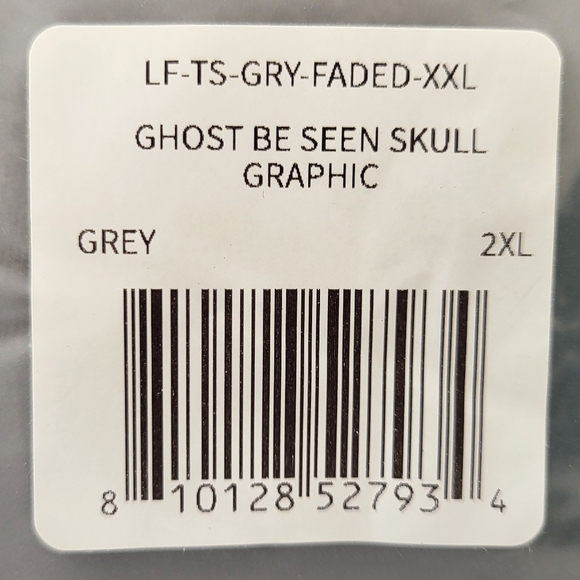 LF-TS-GRY-FADED-XXL
GHOST BE SEEN SKULL
GRAPHIC
GREY 2XL
8 10128 52793 4